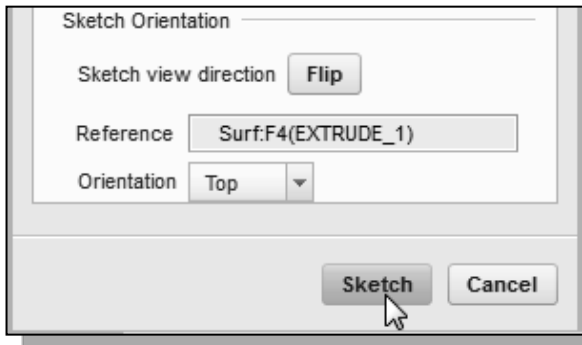 Sketch Orientation
Sketch view direction Flip
Reference Surf:F4(EXTRUDE_1)
Orientation Top
Sketch Cancel